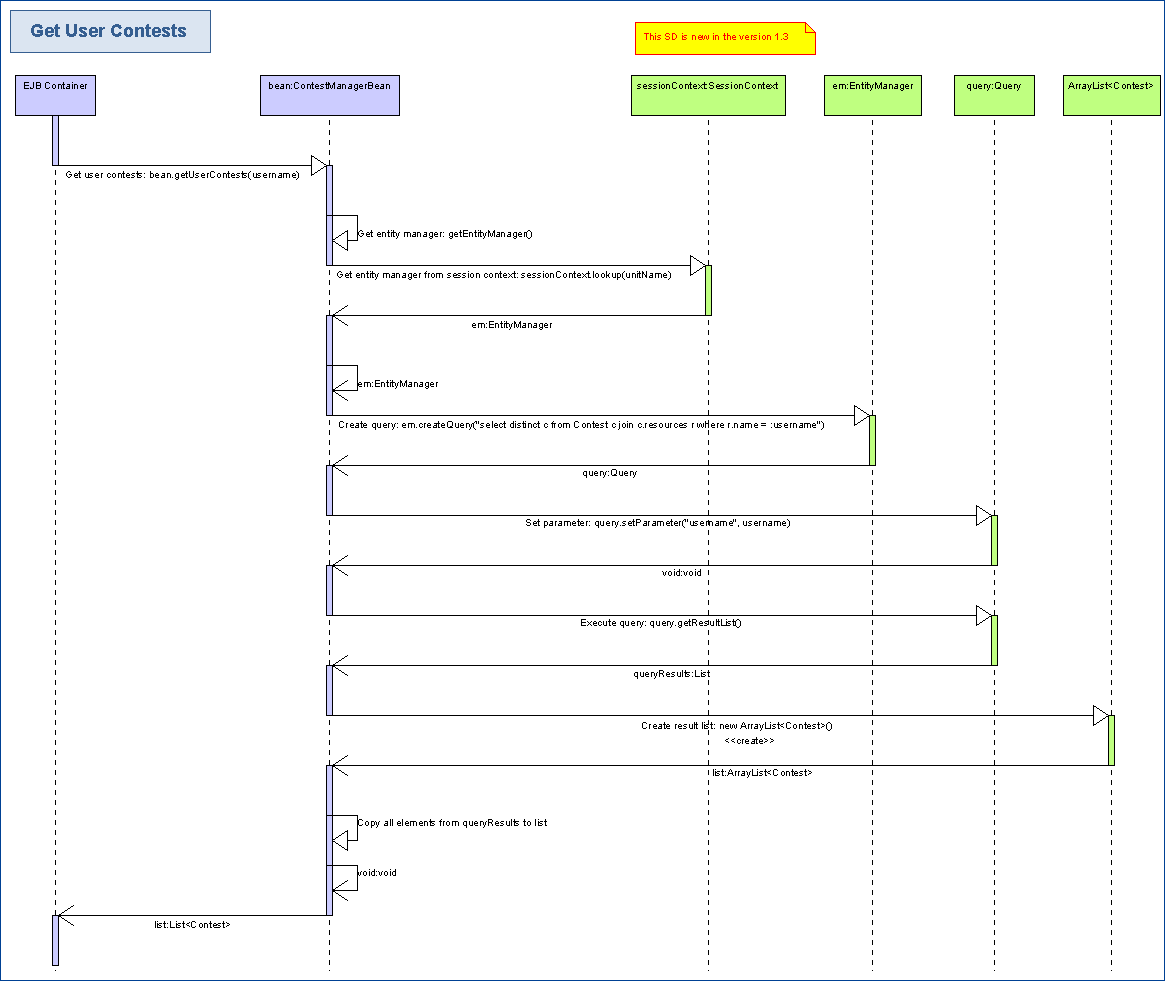 Get User Contests
This SD is new in the version 1.3
EJB Container
bean:ContestManagerBean
sessionContext:SessionContext
em:EntityManager
query:Query
ArrayList<Contest>
Get user contests: bean.getUserContests(username)
Get entity manager: getEntityManager()
Get entity manager from session context: sessionContext.lookup(unitName)
em:EntityManager
em:EntityManager
Create query: em.createQuery("select distinct c from Contest c join c.resources r where r.name = :username")
query:Query
Set parameter: query.setParameter("username", username)
void:void
Execute query: query.getResultList()
queryResults:List
Create result list: new ArrayList<Contest>()
<<create>>
list:ArrayList<Contest>
Copy all elements from queryResults to list
void:void
list:List<Contest>